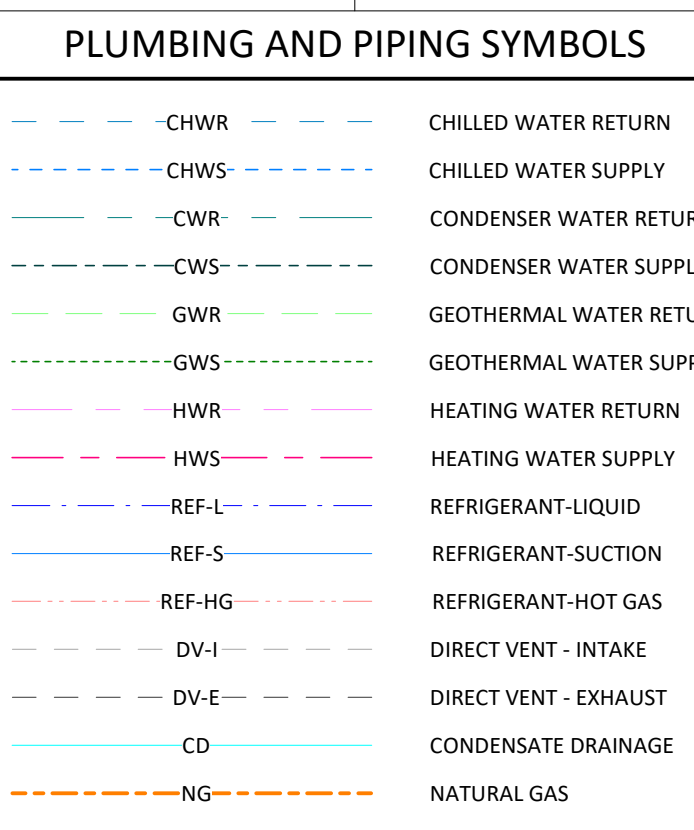 PLUMBING AND PIPING SYMBOLS
CHWR CHILLED WATER RETURN
CHWS CHILLED WATER SUPPLY
CWR CONDENSER WATER RETUR
CWS CONDENSER WATER SUPPL
GWR GEOTHERMAL WATER RETU
GWS GEOTHERMAL WATER SUPP
HWR HEATING WATER RETURN
HWS HEATING WATER SUPPLY
REF-L REFRIGERANT-LIQUID
REF-S REFRIGERANT-SUCTION
REF-HG REFRIGERANT-HOT GAS
DV-I DIRECT VENT - INTAKE
DV-E DIRECT VENT - EXHAUST
CD CONDENSATE DRAINAGE
NG NATURAL GAS